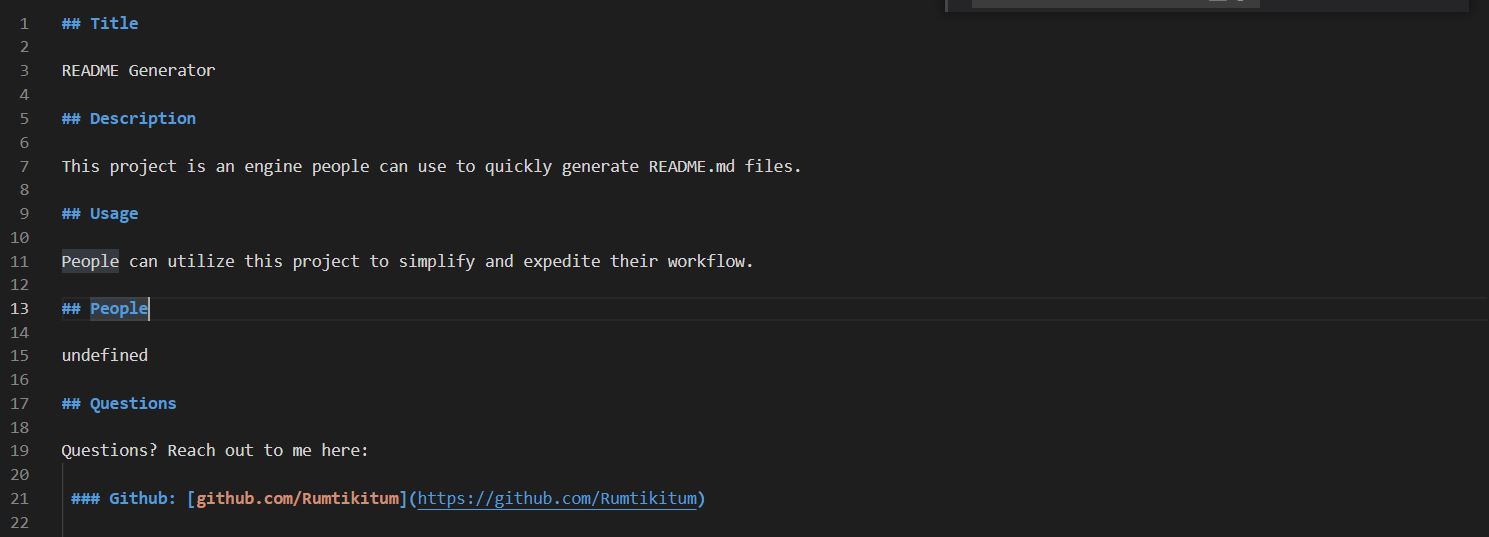 1 ## Title
2
3 README Generator
4
5 ## Description
6
7 This project is an engine people can use to quickly generate README.md files.
8
9 ## Usage
10
11 People can utilize this project to simplify and expedite their workflow.
12
13 ## People
14
15 undefined
16
17 ## Questions
18
19 Questions? Reach out to me here:
20
21 ### Github: [github.com/Rumtikitum](https://github.com/Rumtikitum)
22